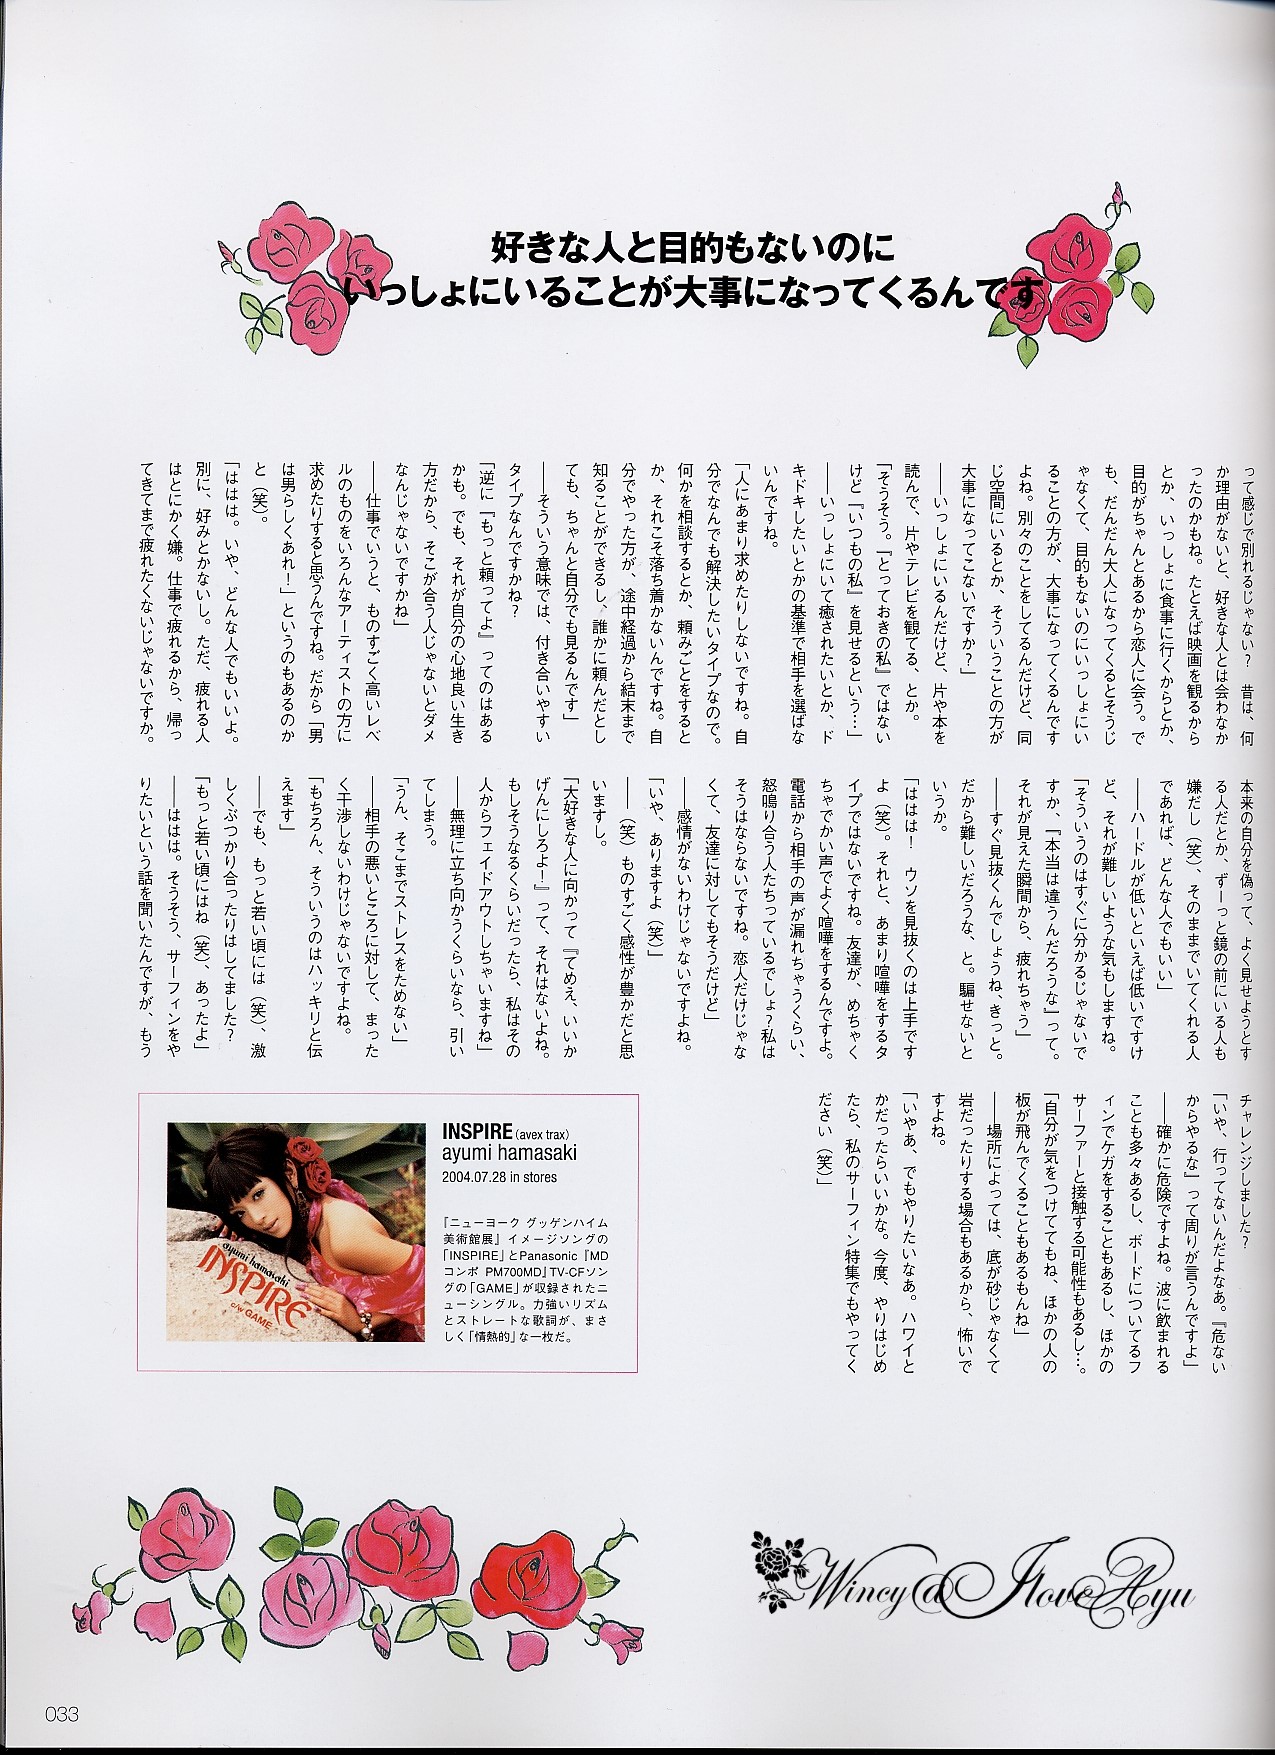 好きな人と目的もないのに
いっしょにいることが大事になってくるんです
って感じで別れるじゃない? 昔は、何
か理由がないと、好きな人とは会わなか
ったのかもね。たとえば映画を観るから
とか、いっしょに食事に行くからとか、
目的がちゃんとあるから恋人に会う。で
も、だんだん大人になってくるとそうじ
ゃなくて、目的もないのにいっしょにい
ることの方が、大事になってくるんです
よね。別々のことをしてるんだけど、同
じ空間にいるとか、そういうことの方が
大事になってこないですか?」
――いっしょにいるんだけど、片や本を
読んで、片やテレビを観てる、とか。
「そうそう。『とっておきの私』ではない
けど『いつもの私』を見せるという…」
――いっしょにいて癒されたいとか、ド
キドキしたいとかの基準で相手を選ばな
いんですね。
「人にあまり求めたりしないですね。自
分でなんでも解決したいタイプなので。
何かを相談するとか、頼みごとをすると
か、それこそ落ち着かないんですね。自
分でやった方が、途中経過から結末まで
知ることができるし、誰かに頼んだとし
ても、ちゃんと自分でも見るんです」
――そういう意味では、付き合いやすい
タイプなんですかね?
「逆に『もっと頼ってよ』ってのはある
かも。でも、それが自分の心地良い生き
方だから、そこが合う人じゃないとダメ
なんじゃないですかね」
――仕事でいうと、ものすごく高いレベ
ルのものをいろんなアーティストの方に
求めたりすると思うんですね。だから「男
は男らしくあれ!」というのもあるのか
と(笑)。
「ははは。いや、どんな人でもいいよ。
別に、好みとかないし。ただ、疲れる人
はとにかく嫌。仕事で疲れるから、帰っ
てきてまで疲れたくないじゃないですか。
本来の自分を偽って、よく見せようとす
る人だとか、ずーっと鏡の前にいる人も
嫌だし(笑)、そのままでいてくれる人
であれば、どんな人でもいい」
――ハードルが低いといえば低いですけ
ど、それが難しいような気もしますね。
「そういうのはすぐに分かるじゃないで
すか、『本当は違うんだろうな』って。
それが見えた瞬間から、疲れちゃう」
――すぐ見抜くんでしょうね、きっと。
だから難しいだろうな、と。騙せないと
いうか。
「ははは! ウソを見抜くのは上手です
よ(笑)。それと、あまり喧嘩をするタ
イプではないですね。友達が、めちゃく
ちゃでかい声でよく喧嘩をするんですよ。
電話から相手の声が漏れちゃうくらい、
怒鳴り合う人たちっているでしょ?私は
そうはならないですね。恋人だけじゃな
くて、友達に対してもそうだけど」
――感情がないわけじゃないですよね。
「いや、ありますよ(笑)」
――(笑)ものすごく感性が豊かだと思
いますし。
「大好きな人に向かって『てめえ、いいか
げんにしろよ!』って、それはないよね。
もしそうなるくらいだったら、私はその
人からフェイドアウトしちゃいますね」
――無理に立ち向かうくらいなら、引い
てしまう。
「うん、そこまでストレスをためない」
――相手の悪いところに対して、まった
く干渉しないわけじゃないですよね。
「もちろん、そういうのはハッキリと伝
えます」
――でも、もっと若い頃には(笑)、激
しくぶつかり合ったりはしてました?
「もっと若い頃にはね(笑)、あったよ」
――ははは。そうそう、サーフィンをや
りたいという話を聞いたんですが、もう
チャレンジしました?
「いや、行ってないんだよなあ。『危ない
からやるな』って周りが言うんですよ」
――確かに危険ですよね。波に飲まれる
ことも多々あるし、ボードについてるフ
ィンでケガをすることもあるし、ほかの
サーファーと接触する可能性もあるし…。
「自分が気をつけててもね、ほかの人の
板が飛んでくることもあるもんね」
――場所によっては、底が砂じゃなくて
岩だったりする場合もあるから、怖いで
すよね。
「いやあ、でもやりたいなあ。ハワイと
かだったらいいかな。今度、やりはじめ
たら、私のサーフィン特集でもやってく
ださい(笑)」
ayumi hamasaki
INSPIRE
c/w GAME
INSPIRE (avex trax)
ayumi hamasaki
2004.07.28 in stores
『ニューヨーク グッゲンハイム
美術館展』イメージソングの
「INSPIRE」とPanasonic『MD
コンポ PM700MD』TV-CFソン
グの「GAME」が収録されたニ
ューシングル。力強いリズム
とストレートな歌詞が、まさ
しく「情熱的」な一枚だ。
Wincy@IloveAyu
033